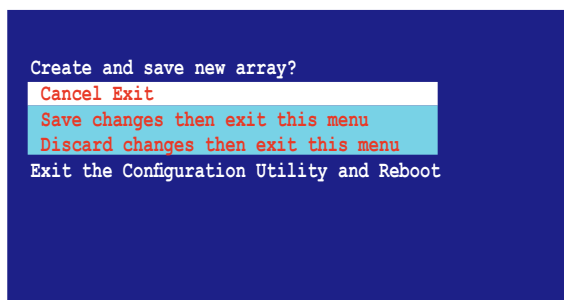 Create and save new array?
Cancel Exit
Save changes then exit this menu
Discard changes then exit this menu
Exit the Configuration Utility and Reboot